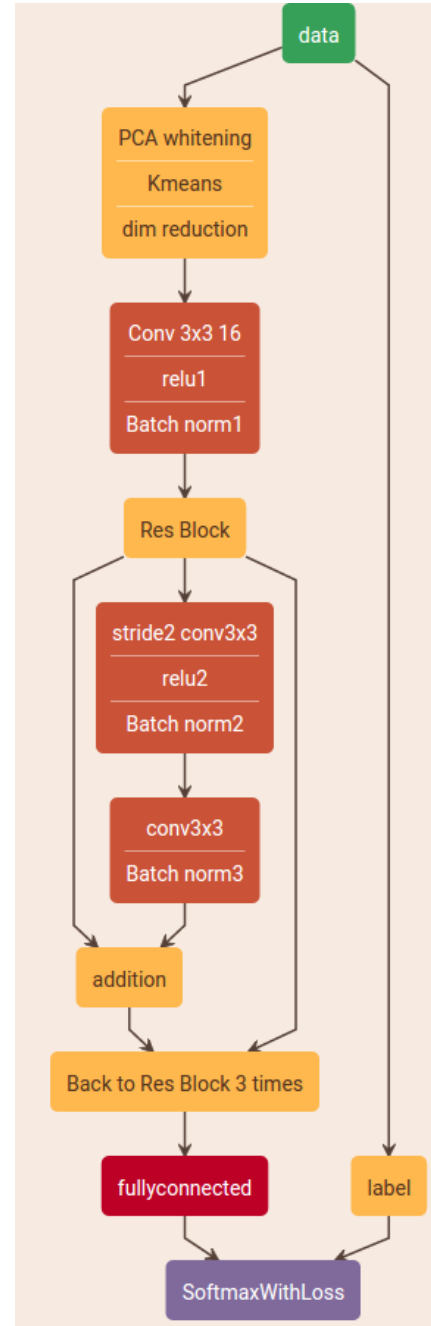 data
PCA whitening
Kmeans
dim reduction
Conv 3x3 16
relu1
Batch norm1
Res Block
stride2 conv3x3
relu2
Batch norm2
conv3x3
Batch norm3
addition
Back to Res Block 3 times
fullyconnected
label
SoftmaxWithLoss